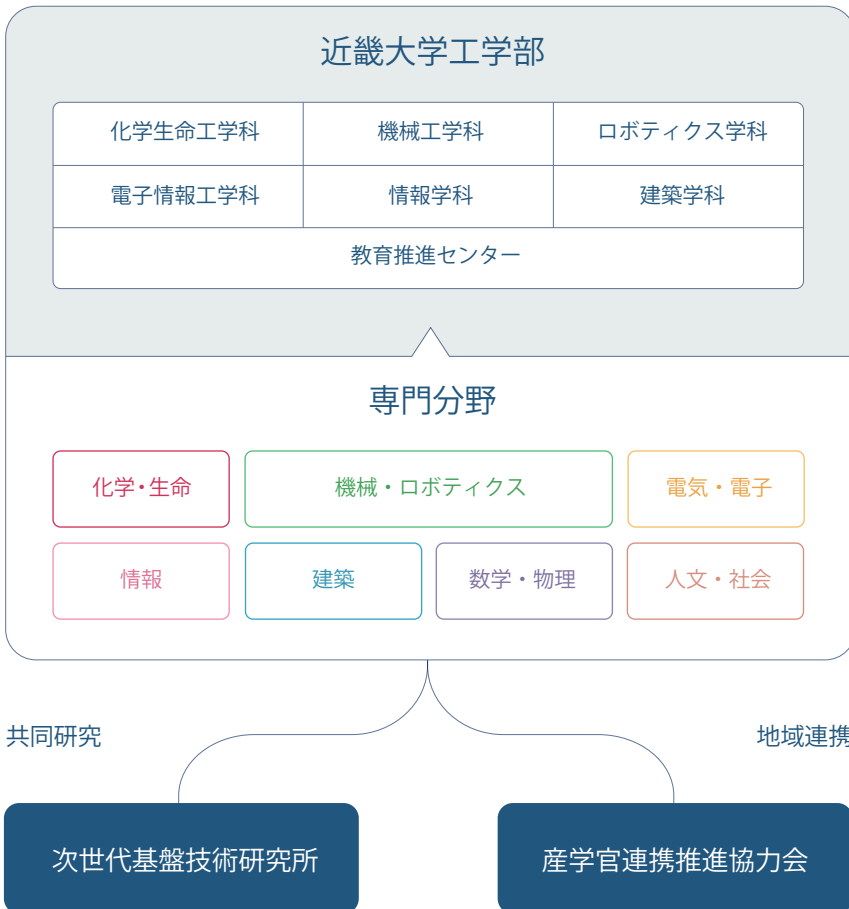 近畿大学工学部
化学生命工学科
機械工学科
ロボティクス学科
電子情報工学科
情報学科
建築学科
教育推進センター
専門分野
化学・生命
機械・ロボティクス
電気・電子
情報
建築
数学・物理
人文・社会
共同研究
地域連携
次世代基盤技術研究所
産学官連携推進協力会